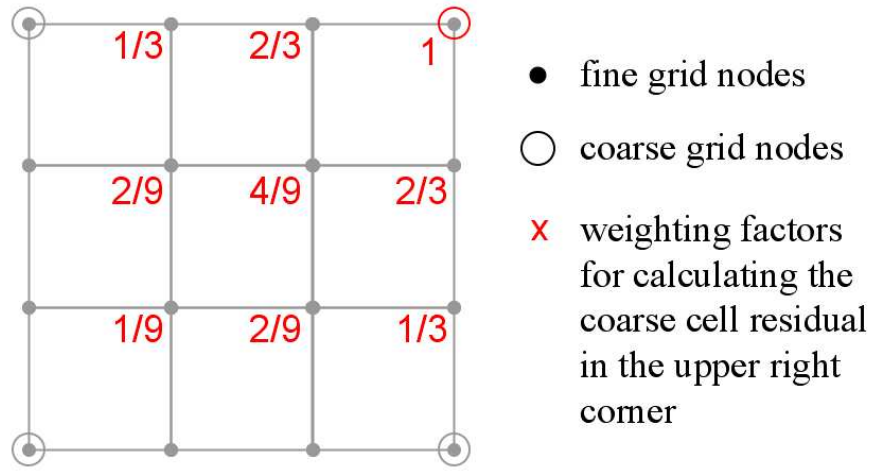 1/3 2/3 1
2/9 4/9 2/3
1/9 2/9 1/3
fine grid nodes
coarse grid nodes
x weighting factors
for calculating the
coarse cell residual
in the upper right
corner